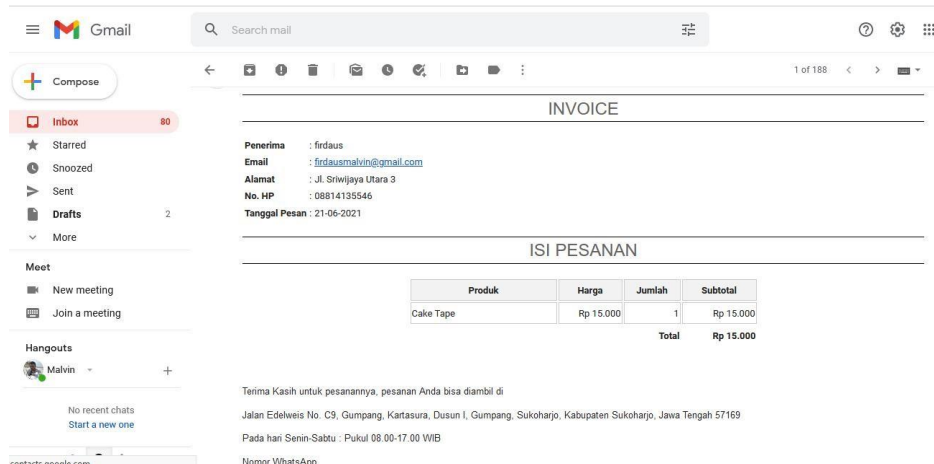 Gmail
Search mail
Compose
1 of 188
Inbox 80
Starred
Snoozed
Sent
Drafts 2
More
Meet
New meeting
Join a meeting
Hangouts
Malvin
No recent chats
Start a new one
INVOICE
Penerima : firdaus
Email : firdausmalvin@gmail.com
Alamat : Jl. Sriwijaya Utara 3
No. HP : 08814135546
Tanggal Pesan : 21-06-2021
ISI PESANAN
Produk Harga Jumlah Subtotal
Cake Tape Rp 15.000 1 Rp 15.000
Total Rp 15.000
Terima Kasih untuk pesanannya, pesanan Anda bisa diambil di
Jalan Edelweis No. C9, Gumpang, Kartasura, Dusun I, Gumpang, Sukoharjo, Kabupaten Sukoharjo, Jawa Tengah 57169
Pada hari Senin-Sabtu : Pukul 08.00-17.00 WIB
Nomor WhatsApp
contacts.google.com